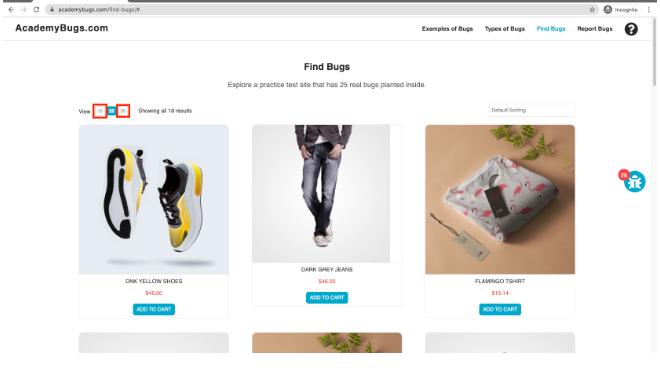 academybugs.com/find-bugs/#
Incognito
AcademyBugs.com
Examples of Bugs Types of Bugs Find Bugs Report Bugs ?
Find Bugs
Explore a practice test site that has 25 real bugs planted inside.
View 10 50 Showing all 18 results
Default Sorting
25
DNK YELLOW SHOES
DARK GREY JEANS
FLAMINGO TSHIRT
$45.00
$46.00
$15.14
ADD TO CART
ADD TO CART
ADD TO CART